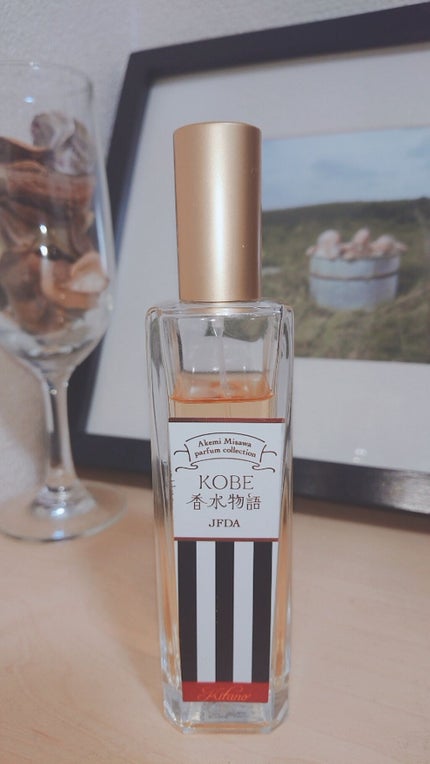 Akemi Misawa
parfum collection
KOBE
香水物語
JFDA
Kitano